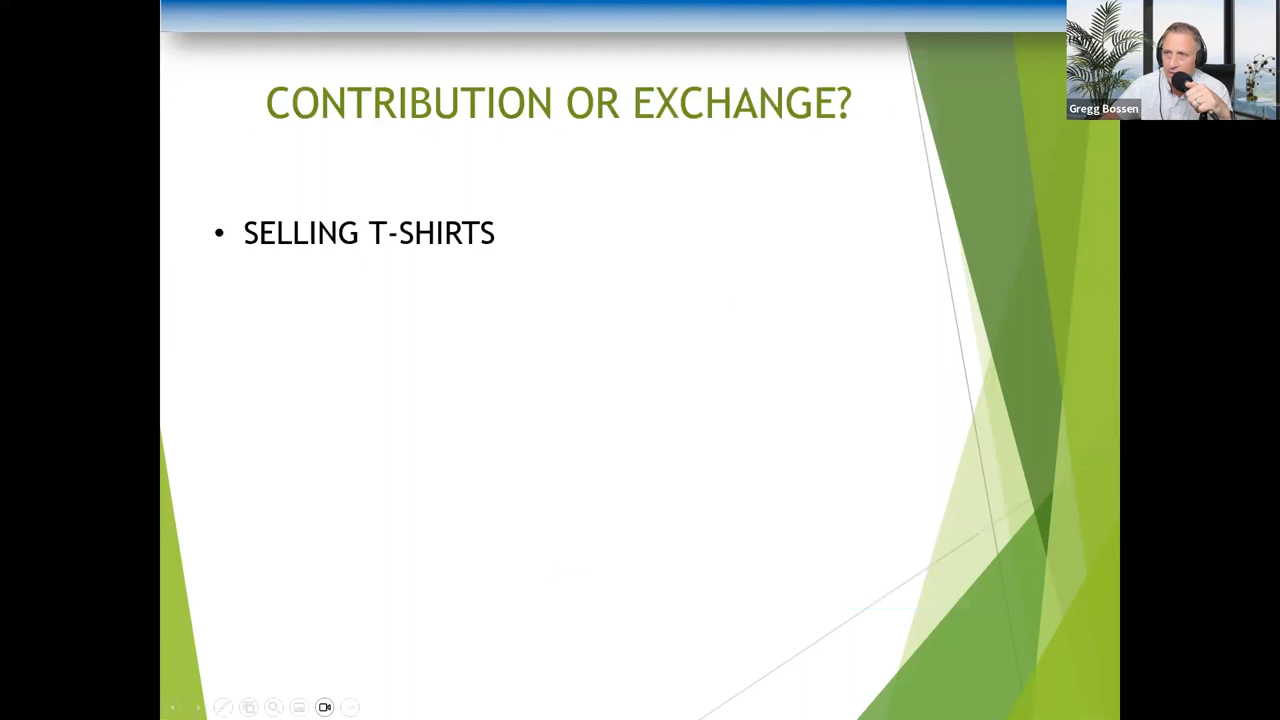 CONTRIBUTION OR EXCHANGE?
Gregg Bossen
• SELLING T-SHIRTS